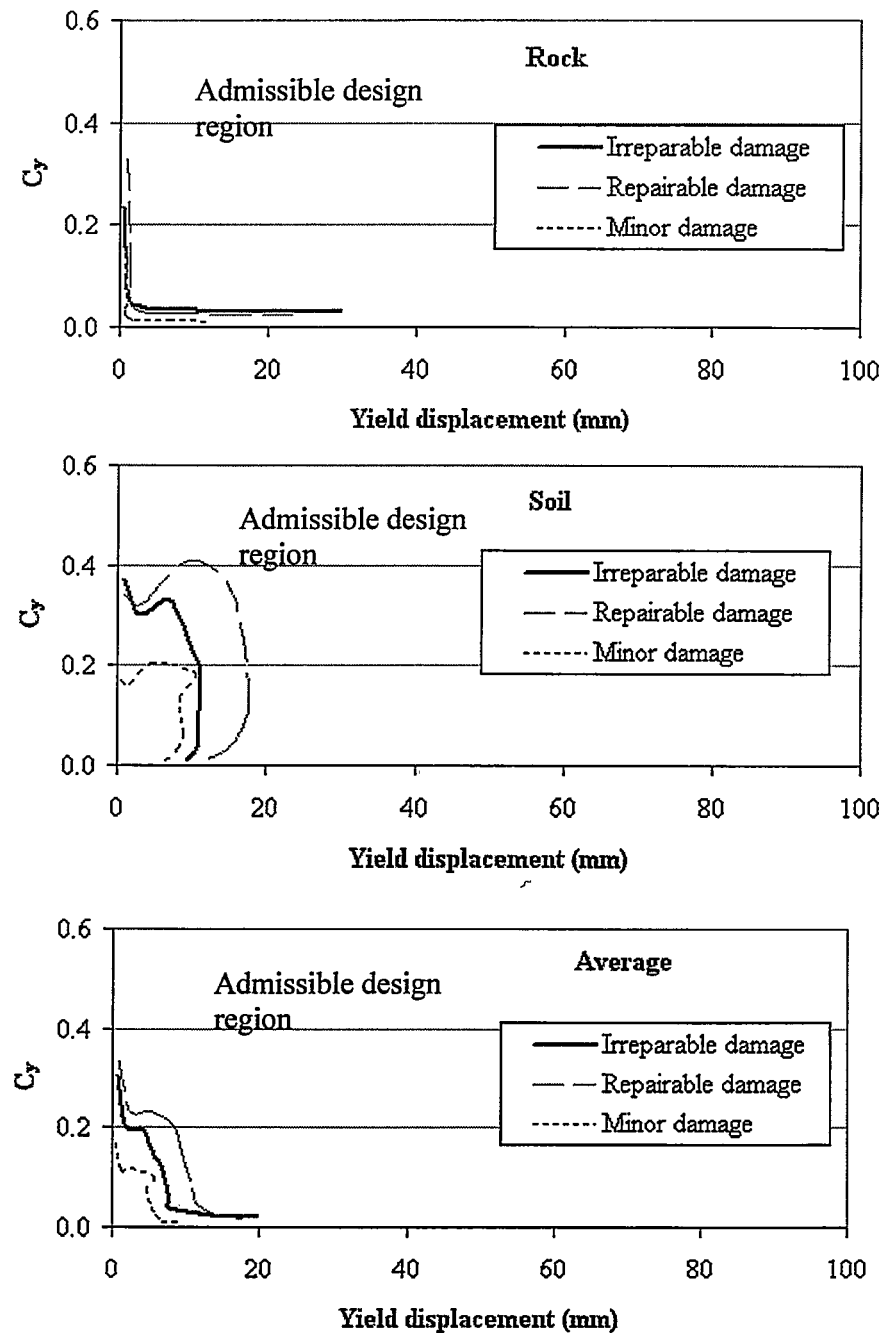 0.6
Rock
Admissible design
region
0.4
Irreparable damage
Repairable damage
Minor damage
C_y
0.2
0.0
0 20 40 60 80 100
Yield displacement (mm)
0.6
Soil
Admissible design
region
0.4
Irreparable damage
Repairable damage
Minor damage
C_y
0.2
0.0
0 20 40 60 80 100
Yield displacement (mm)
0.6
Average
Admissible design
region
0.4
Irreparable damage
Repairable damage
Minor damage
C_y
0.2
0.0
0 20 40 60 80 100
Yield displacement (mm)